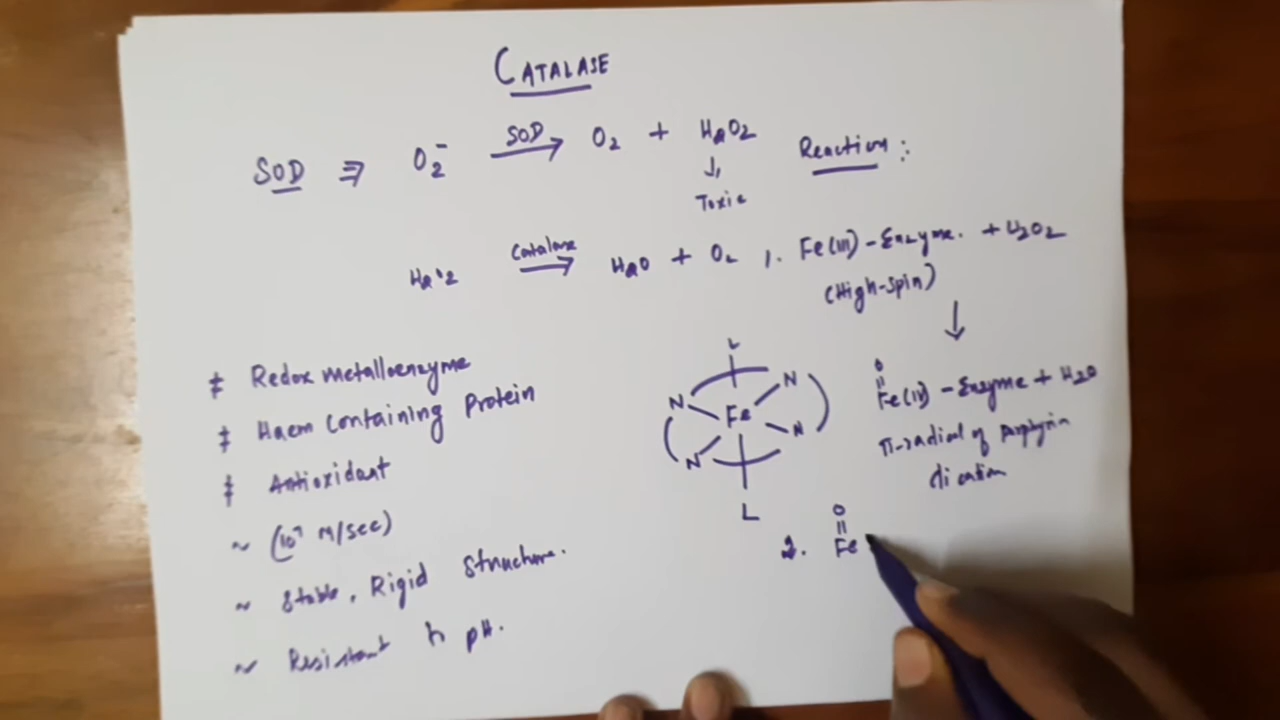 CATALASE
SOD ⇒ O₂⁻ SOD → O₂ + H₂O₂
↓
Toxic
Reaction :
H₂O₂ Catalase → H₂O + O₂
1. Fe(III) - Enzyme. + H₂O₂
(High-spin)
↓
O
||
Fe(IV) - Enzyme + H₂O
π-radial of porphyrin
dication
Redox metalloenzyme
Haem containing Protein
Antioxidant
~ (10⁷ M/sec)
~ Stable, Rigid Structure.
~ Resistant to pH.
L
N N
Fe
N N
L
2. O
||
Fe